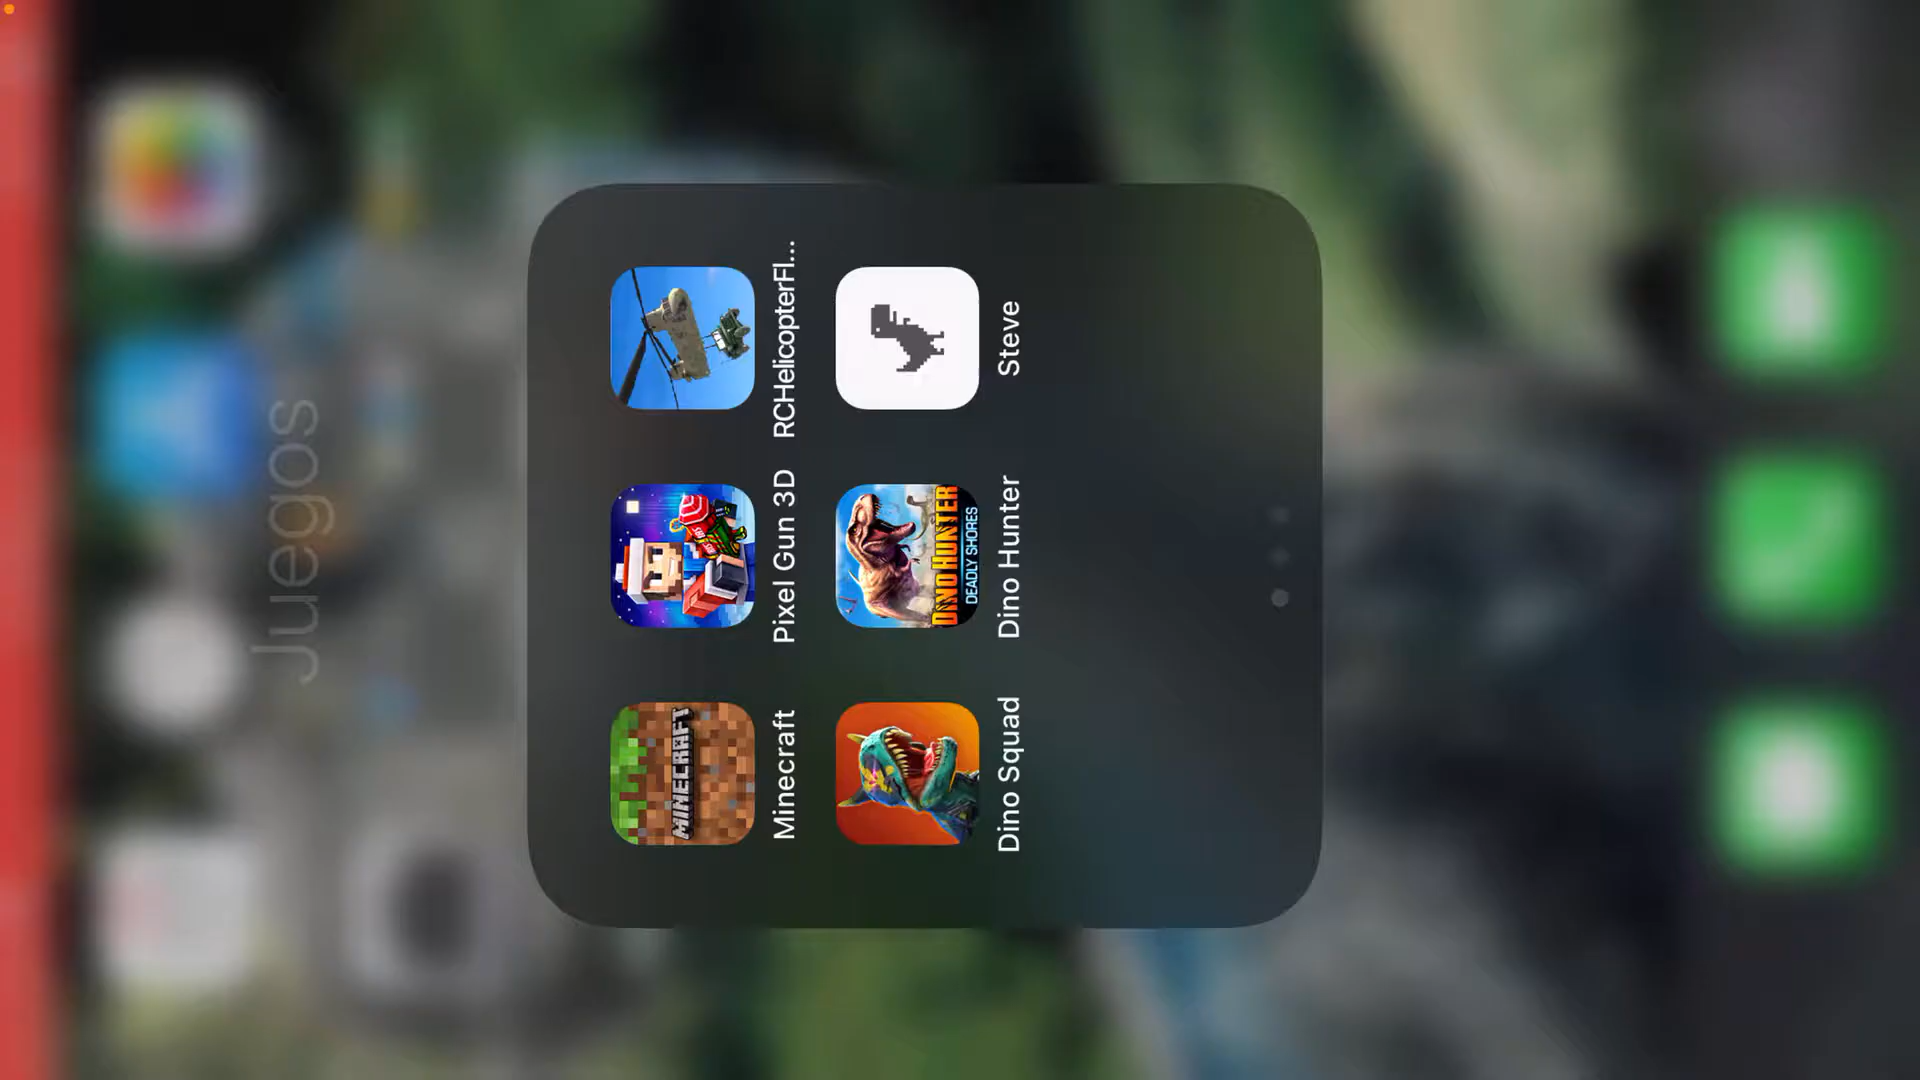 Juegos
MINECRAFT
Minecraft
Pixel Gun 3D
RCHelicopterFl...
Dino Squad
DINO HUNTER
DEADLY SHORES
Dino Hunter
Steve